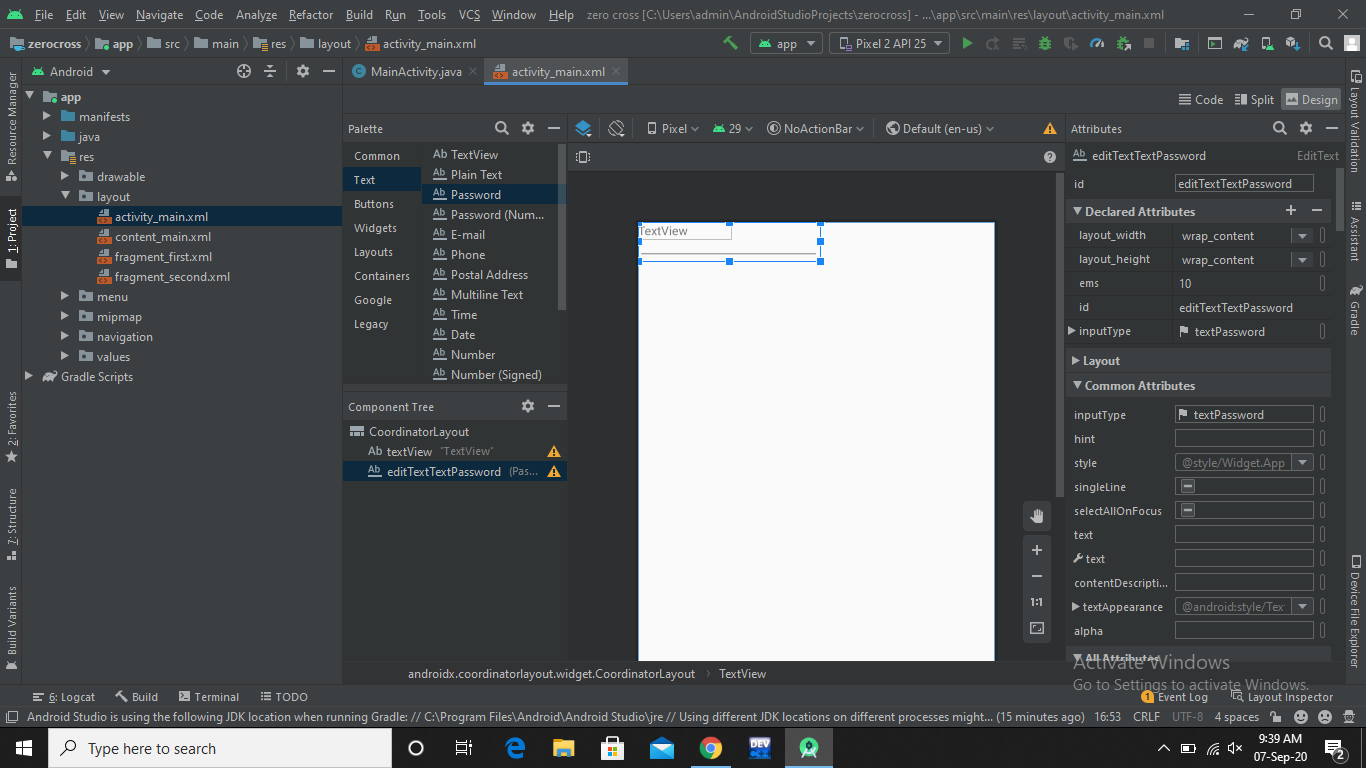 File Edit View Navigate Code Analyze Refactor Build Run Tools VCS Window Help zero cross [C:\Users\admin\AndroidStudioProjects\zerocross] - ...\app\src\main\res\layout\activity_main.xml
zerocross app src main res layout activity_main.xml app Pixel 2 API 25
Android MainActivity.java activity_main.xml
Resource Manager
1: Project
2: Favorites
7: Structure
Build Variants
app
manifests
java
res
drawable
layout
activity_main.xml
content_main.xml
fragment_first.xml
fragment_second.xml
menu
mipmap
navigation
values
Gradle Scripts
Code Split Design
Palette
Common
Text
Buttons
Widgets
Layouts
Containers
Google
Legacy
Ab TextView
Ab Plain Text
Ab Password
Ab Password (Num...
Ab E-mail
Ab Phone
Ab Postal Address
Ab Multiline Text
Ab Time
Ab Date
Ab Number
Ab Number (Signed)
Component Tree
CoordinatorLayout
Ab textView "TextView"
Ab editTextTextPassword (Pas...
Pixel 29 NoActionBar Default (en-us)
TextView
1:1
Attributes
Ab editTextTextPassword EditText
id editTextTextPassword
Declared Attributes
layout_width wrap_content
layout_height wrap_content
ems 10
id editTextTextPassword
inputType textPassword
Layout
Common Attributes
inputType textPassword
hint
style @style/Widget.App
singleLine
selectAllOnFocus
text
text
contentDescripti...
textAppearance @android:style/Tex
alpha
All Attributes
Layout Validation
Assistant
Gradle
Device File Explorer
androidx.coordinatorlayout.widget.CoordinatorLayout TextView
Activate Windows
Go to Settings to activate Windows.
6: Logcat Build Terminal TODO 1 Event Log Layout Inspector
Android Studio is using the following JDK location when running Gradle: // C:\Program Files\Android\Android Studio\jre // Using different JDK locations on different processes might... (15 minutes ago) 16:53 CRLF UTF-8 4 spaces
Type here to search
DEV
9:39 AM
07-Sep-20
2